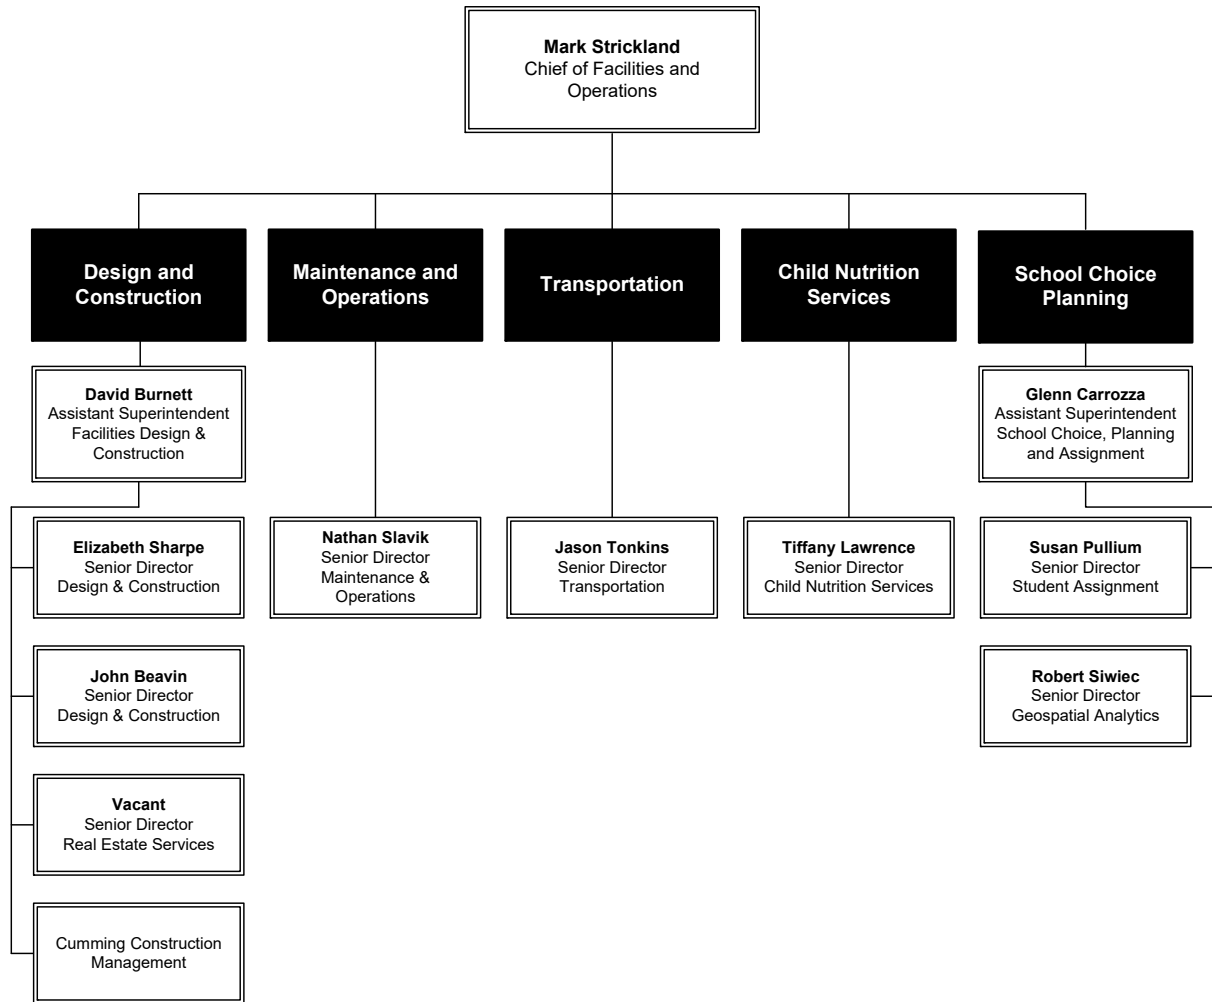 Mark Strickland
Chief of Facilities and
Operations
Design and
Construction
Maintenance and
Operations
Transportation
Child Nutrition
Services
School Choice
Planning
David Burnett
Assistant Superintendent
Facilities Design &
Construction
Glenn Carrozza
Assistant Superintendent
School Choice, Planning
and Assignment
Elizabeth Sharpe
Senior Director
Design & Construction
Nathan Slavik
Senior Director
Maintenance &
Operations
Jason Tonkins
Senior Director
Transportation
Tiffany Lawrence
Senior Director
Child Nutrition Services
Susan Pullium
Senior Director
Student Assignment
John Beavin
Senior Director
Design & Construction
Robert Siwiec
Senior Director
Geospatial Analytics
Vacant
Senior Director
Real Estate Services
Cumming Construction
Management